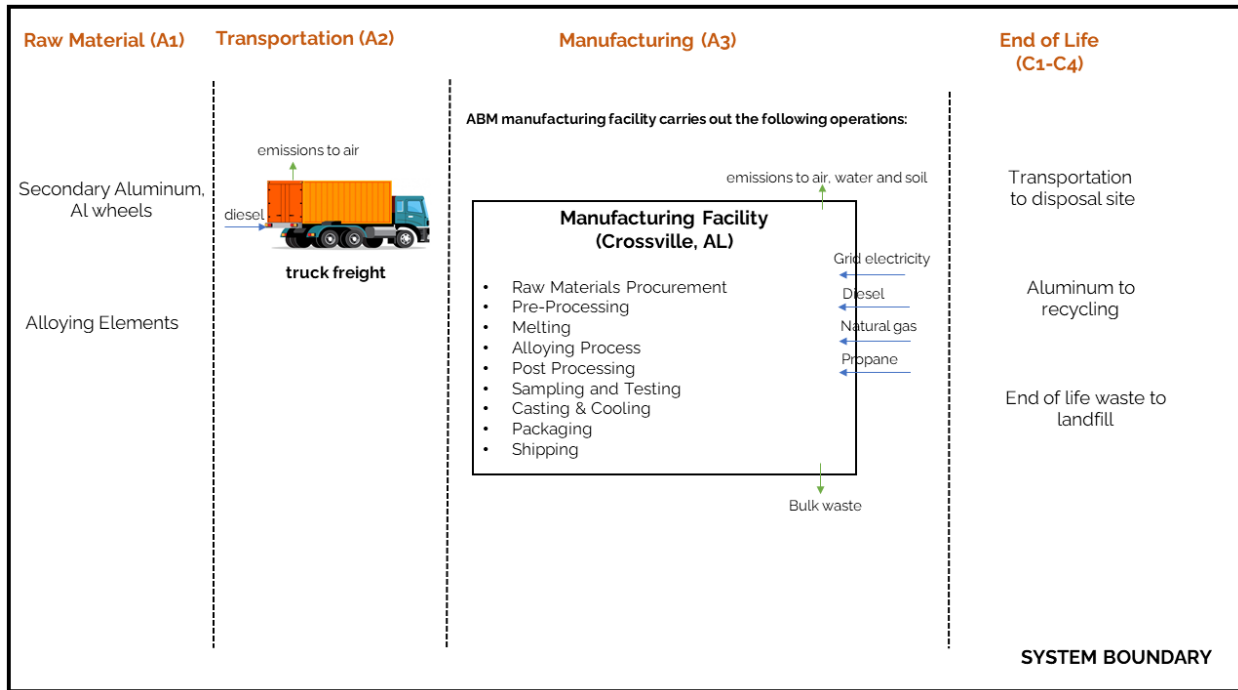 Raw Material (A1)
Transportation (A2)
Manufacturing (A3)
End of Life
(C1-C4)
Secondary Aluminum,
Al wheels
Alloying Elements
emissions to air
diesel
truck freight
ABM manufacturing facility carries out the following operations:
emissions to air, water and soil
Manufacturing Facility
(Crossville, AL)
• Raw Materials Procurement
• Pre-Processing
• Melting
• Alloying Process
• Post Processing
• Sampling and Testing
• Casting & Cooling
• Packaging
• Shipping
Grid electricity
Diesel
Natural gas
Propane
Bulk waste
Transportation
to disposal site
Aluminum to
recycling
End of life waste to
landfill
SYSTEM BOUNDARY